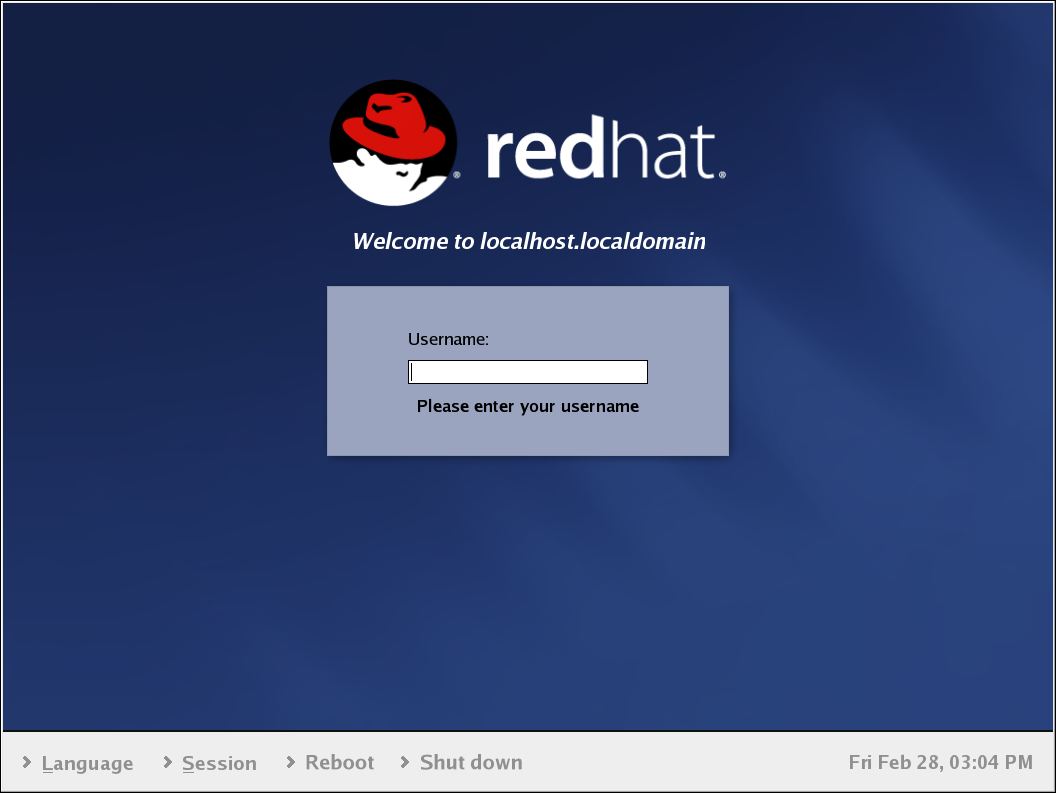 redhat.
Welcome to localhost.localdomain
Username:
Please enter your username
Language Session Reboot Shut down Fri Feb 28, 03:04 PM